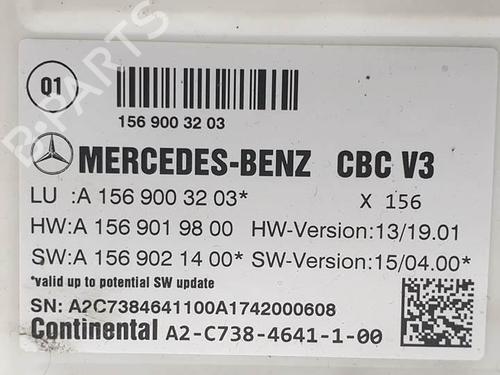 Q1
156 900 32 03
MERCEDES-BENZ CBC V3
LU :A 156 900 32 03* X 156
HW:A 156 901 98 00 HW-Version:13/19.01
SW:A 156 902 14 00* SW-Version:15/04.00*
*valid up to potential SW update
SN: A2C7384641100A1742000608
Continental A2-C738-4641-1-00